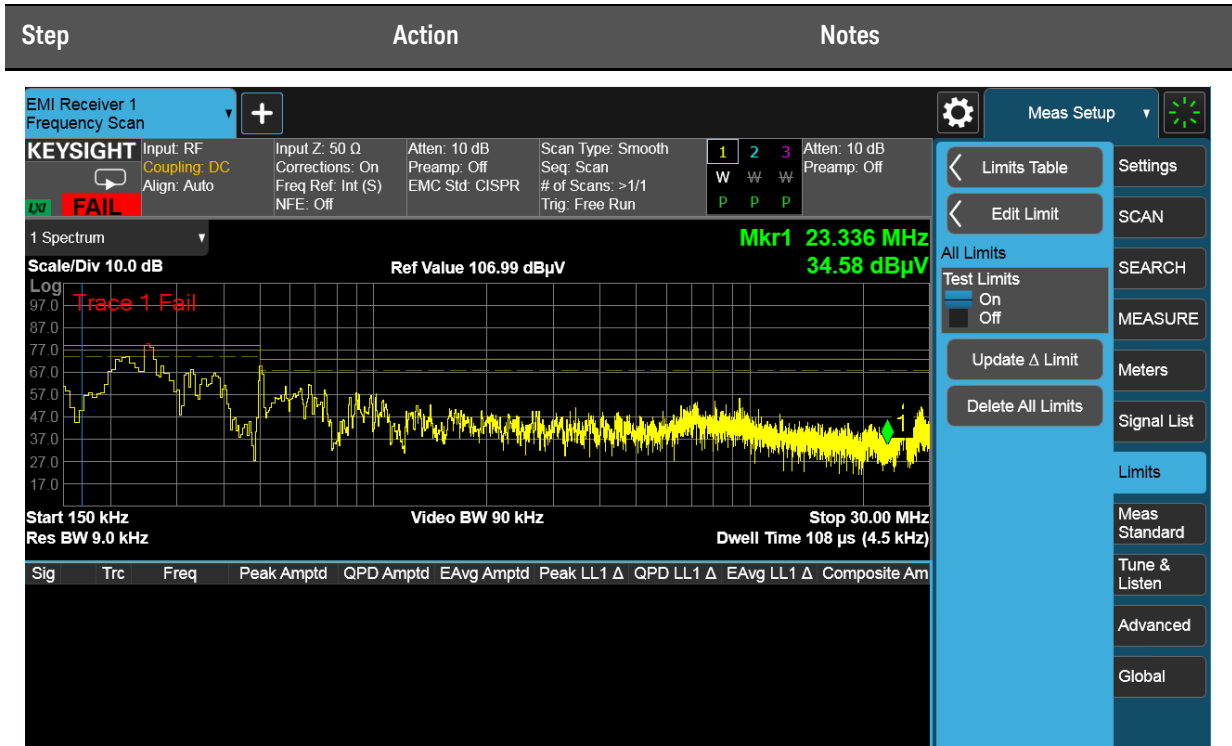 Step Action Notes
EMI Receiver 1
Frequency Scan
+
Meas Setup
KEYSIGHT
LXI
FAIL
Input: RF
Coupling: DC
Align: Auto
Input Z: 50 Ω
Corrections: On
Freq Ref: Int (S)
NFE: Off
Atten: 10 dB
Preamp: Off
EMC Std: CISPR
Scan Type: Smooth
Seq: Scan
# of Scans: >1/1
Trig: Free Run
1 2 3
W W W
P P P
Atten: 10 dB
Preamp: Off
1 Spectrum
Scale/Div 10.0 dB
Ref Value 106.99 dBµV
Mkr1 23.336 MHz
34.58 dBµV
Log
Trace 1 Fail
97.0
87.0
77.0
67.0
57.0
47.0
37.0
27.0
17.0
1
Start 150 kHz
Res BW 9.0 kHz
Video BW 90 kHz
Stop 30.00 MHz
Dwell Time 108 µs (4.5 kHz)
Sig Trc Freq Peak Amptd QPD Amptd EAvg Amptd Peak LL1 Δ QPD LL1 Δ EAvg LL1 Δ Composite Am
Limits Table
Edit Limit
All Limits
Test Limits
On
Off
Update Δ Limit
Delete All Limits
Settings
SCAN
SEARCH
MEASURE
Meters
Signal List
Limits
Meas
Standard
Tune &
Listen
Advanced
Global